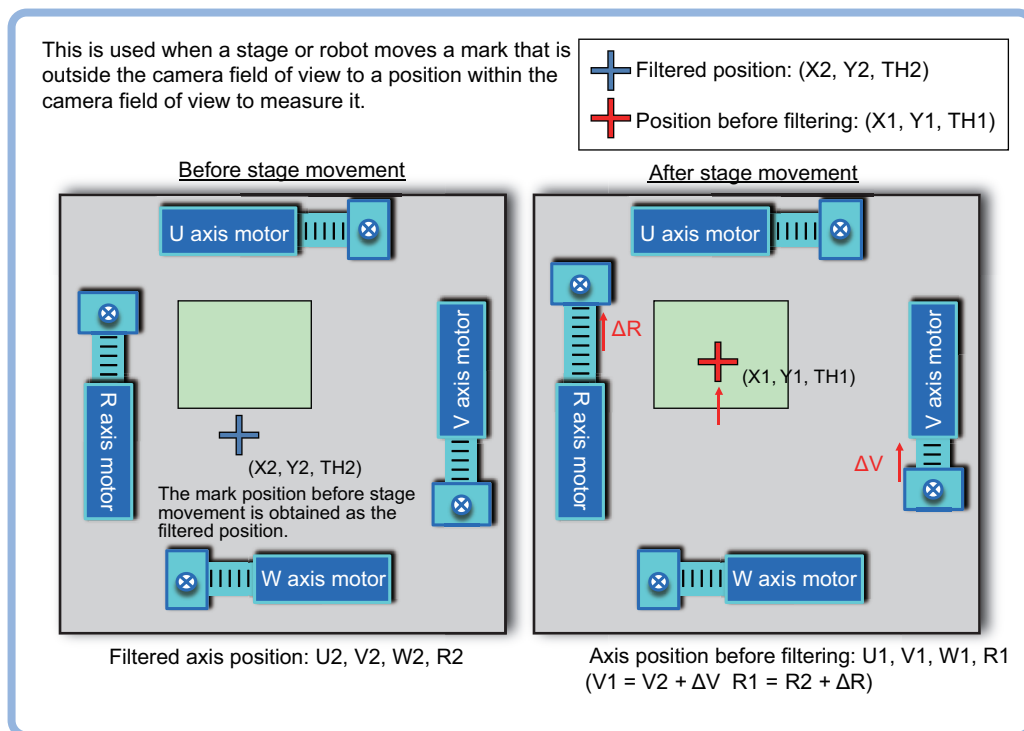 This is used when a stage or robot moves a mark that is
outside the camera field of view to a position within the
camera field of view to measure it.
Filtered position: (X2, Y2, TH2)
Position before filtering: (X1, Y1, TH1)
Before stage movement
U axis motor
R axis motor
V axis motor
(X2, Y2, TH2)
The mark position before stage
movement is obtained as the
filtered position.
W axis motor
Filtered axis position: U2, V2, W2, R2
After stage movement
U axis motor
ΔR
R axis motor
(X1, Y1, TH1)
V axis motor
ΔV
W axis motor
Axis position before filtering: U1, V1, W1, R1
(V1 = V2 + ΔV  R1 = R2 + ΔR)